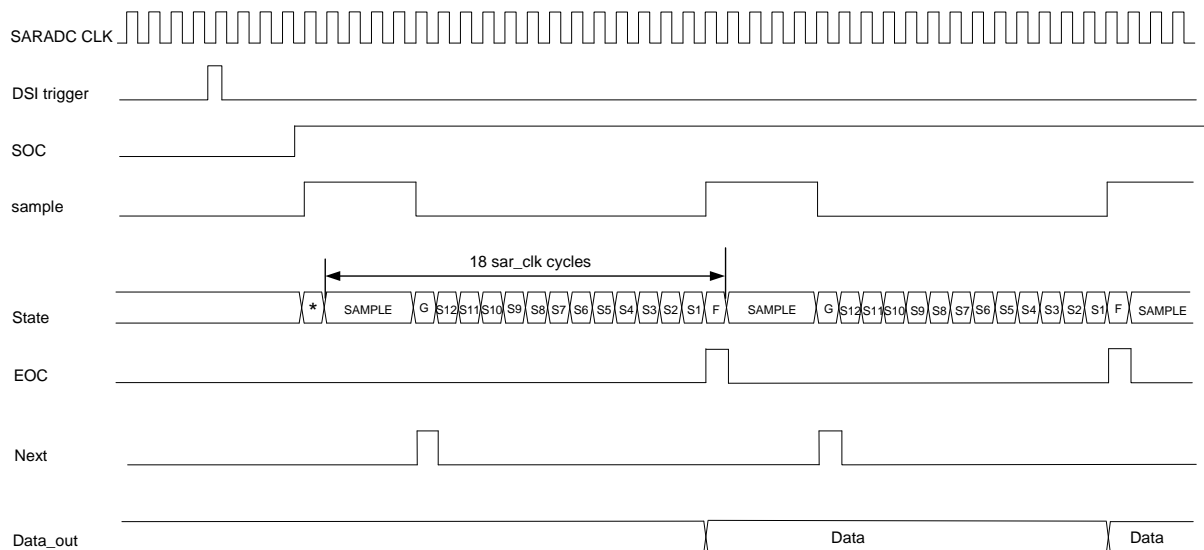 SARADC CLK
DSI trigger
SOC
sample
18 sar_clk cycles
State * SAMPLE G S12 S11 S10 S9 S8 S7 S6 S5 S4 S3 S2 S1 F SAMPLE G S12 S11 S10 S9 S8 S7 S6 S5 S4 S3 S2 S1 F SAMPLE
EOC
Next
Data_out Data Data